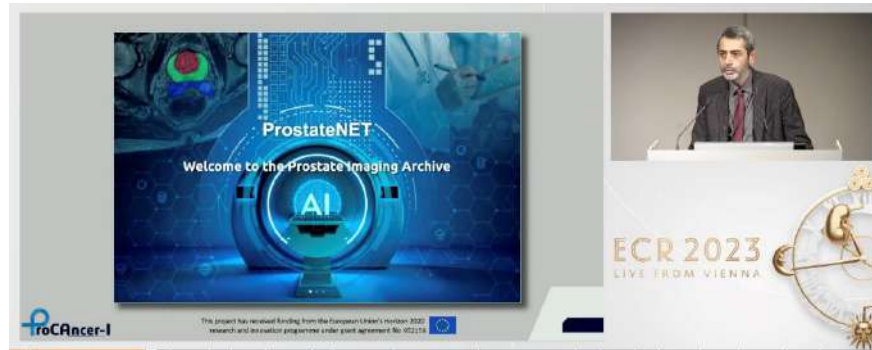 ProstateNET
Welcome to the Prostate Imaging Archive
AI
ProCAncer-I
This project has received funding from the European Union's Horizon 2020
research and innovation programme under grant agreement No
ECR 2023
LIVE FROM VIENNA